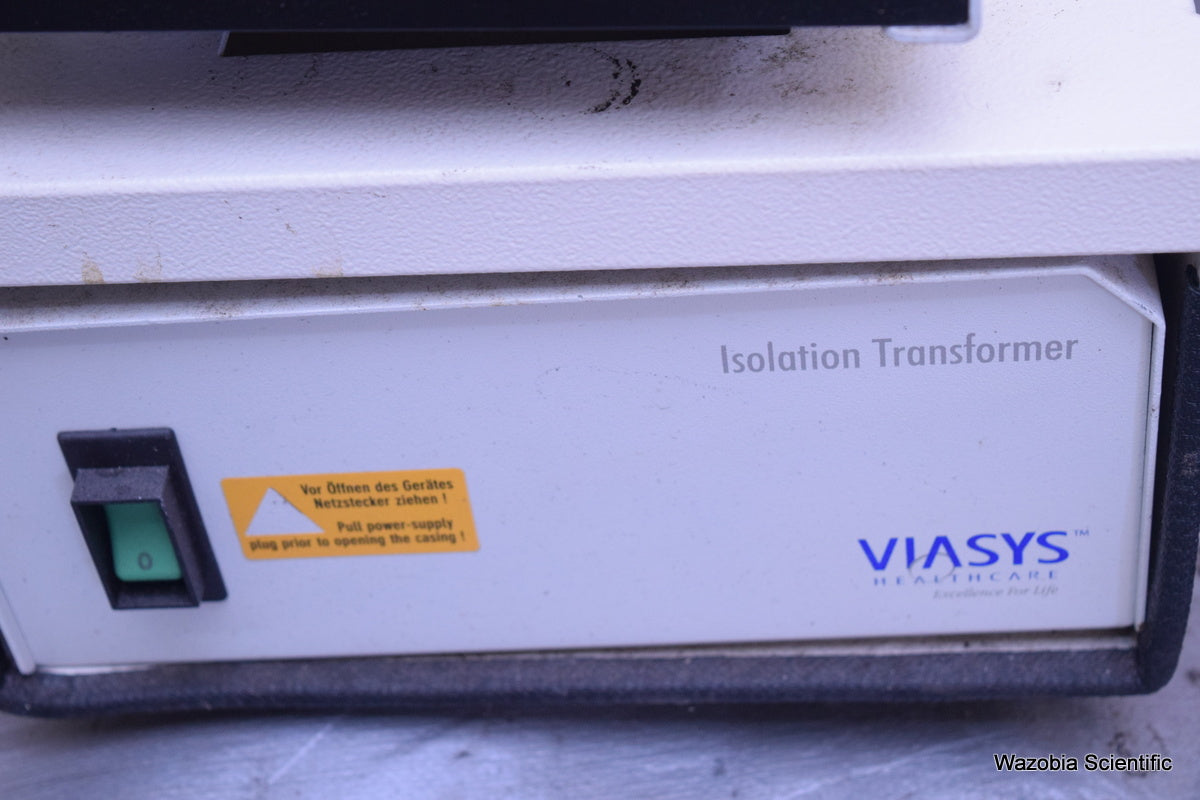 Isolation Transformer
0
Vor Öffnen des Gerätes
Netzstecker ziehen !
Pull power-supply
plug prior to opening the casing !
VIASYS™
HEALTHCARE
Excellence For Life
Wazobia Scientific